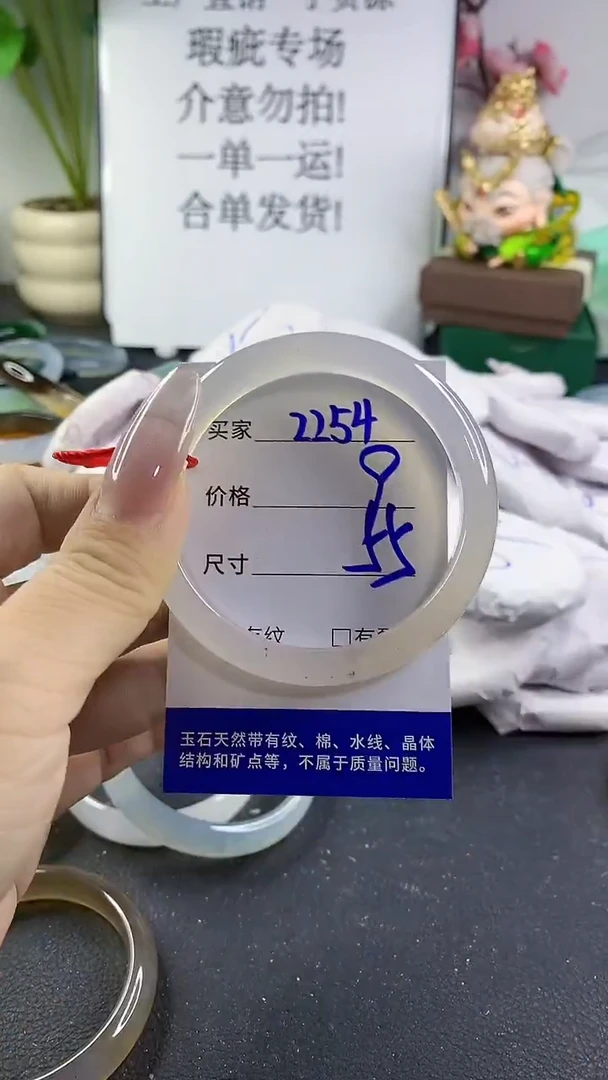 瑕疵专场
介意勿拍!
一单一运!
合单发货!
买家 2254
价格
尺寸 55
玉石天然带有纹、棉、水线、晶体
结构和矿点等，不属于质量问题。